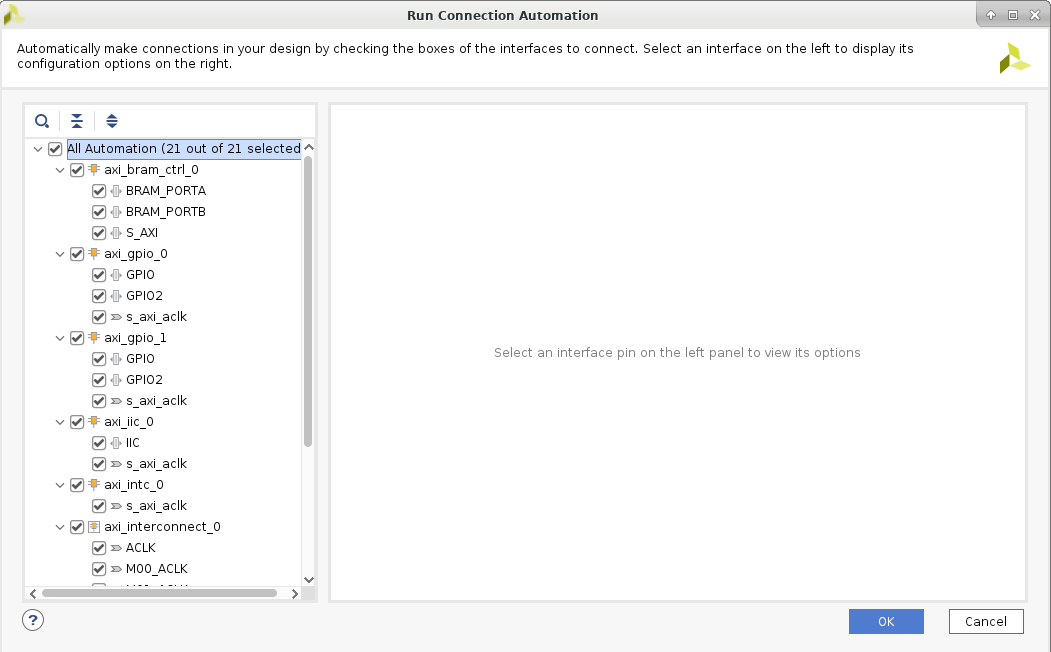 Run Connection Automation
Automatically make connections in your design by checking the boxes of the interfaces to connect. Select an interface on the left to display its
configuration options on the right.
All Automation (21 out of 21 selected
axi_bram_ctrl_0
BRAM_PORTA
BRAM_PORTB
S_AXI
axi_gpio_0
GPIO
GPIO2
s_axi_aclk
axi_gpio_1
GPIO
GPIO2
s_axi_aclk
axi_iic_0
IIC
s_axi_aclk
axi_intc_0
s_axi_aclk
axi_interconnect_0
ACLK
M00_ACLK
Select an interface pin on the left panel to view its options
?
OK
Cancel